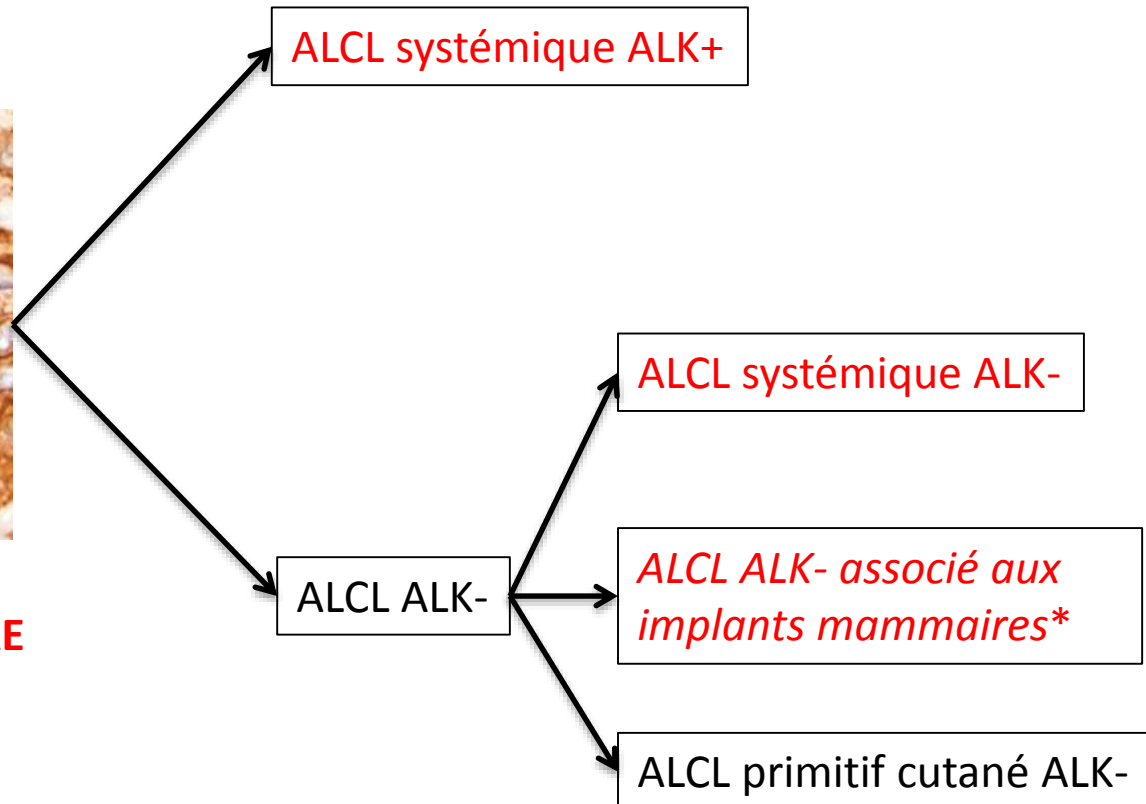 ALCL systémique ALK+
ALCL systémique ALK-
ALCL ALK-
ALCL ALK- associé aux
implants mammaires*
ALCL primitif cutané ALK-